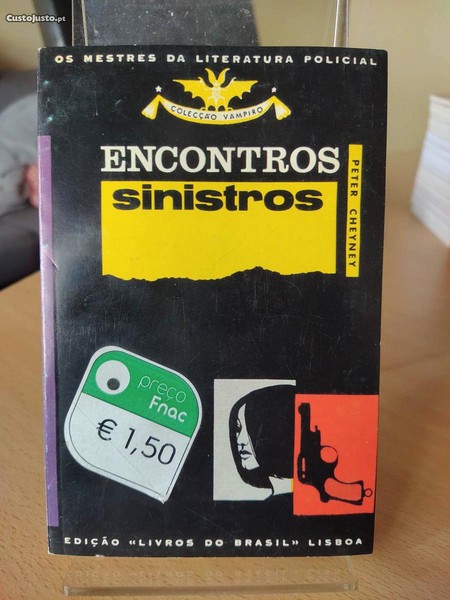 CustoJusto.pt
OS MESTRES DA LITERATURA POLICIAL
COLECÇÃO VAMPIRO
ENCONTROS
sinistros
PETER CHEYNEY
preço
Fnac
€ 1,50
EDIÇÃO «LIVROS DO BRASIL» LISBOA